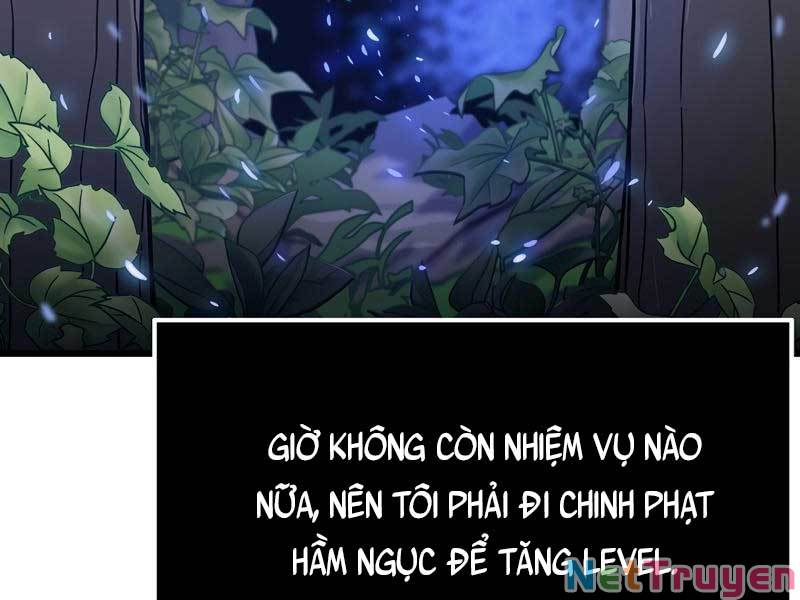 GIỜ KHÔNG CÒN NHIỆM VỤ NÀO
NỮA, NÊN TÔI PHẢI ĐI CHINH PHẠT
HẦM NGỤC ĐỂ TĂNG LEVEL.
NetTruyen